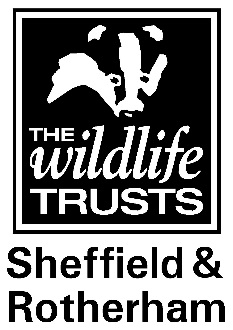 THE
wildlife
TRUSTS
Sheffield &
Rotherham